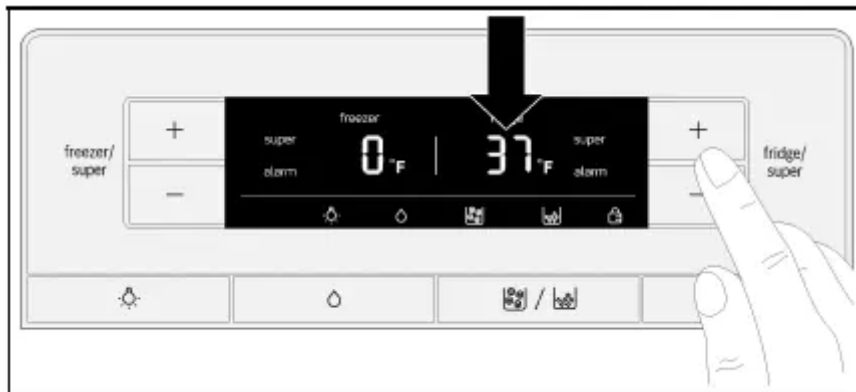 freezer
super
0 °F
37 °F
super
alarm
alarm
freezer/
super
+
−
+
−
fridge/
super
/